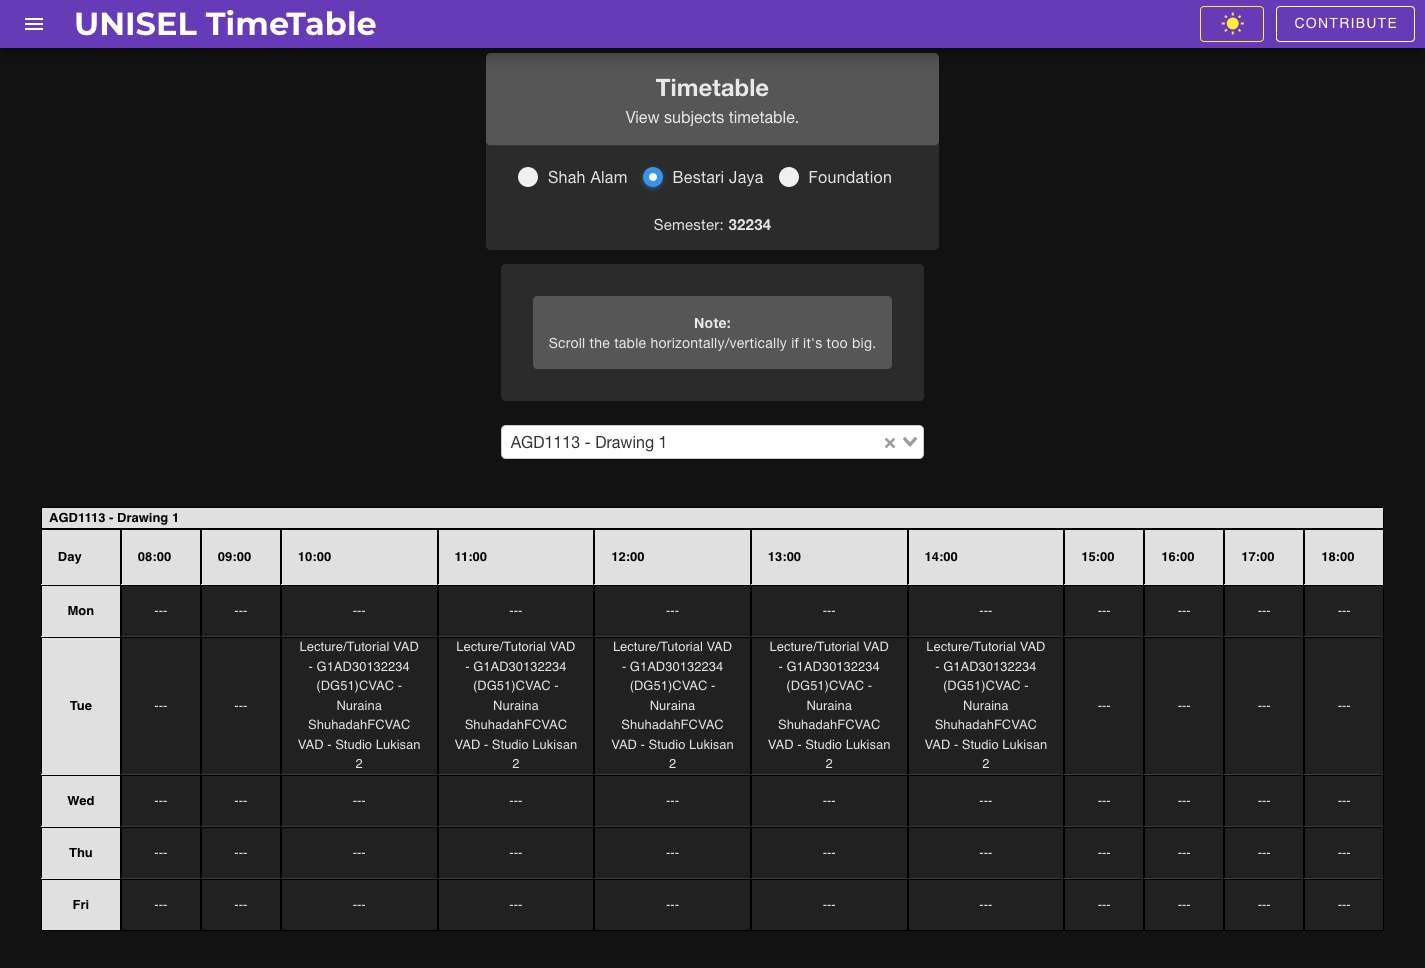 UNISEL TimeTable
CONTRIBUTE
Timetable
View subjects timetable.
Shah Alam Bestari Jaya Foundation
Semester: 32234
Note:
Scroll the table horizontally/vertically if it's too big.
AGD1113 - Drawing 1
AGD1113 - Drawing 1
Day 08:00 09:00 10:00 11:00 12:00 13:00 14:00 15:00 16:00 17:00 18:00
Mon --- --- --- --- --- --- --- --- --- --- ---
Lecture/Tutorial VAD Lecture/Tutorial VAD Lecture/Tutorial VAD Lecture/Tutorial VAD Lecture/Tutorial VAD
- G1AD30132234 - G1AD30132234 - G1AD30132234 - G1AD30132234 - G1AD30132234
(DG51)CVAC - (DG51)CVAC - (DG51)CVAC - (DG51)CVAC - (DG51)CVAC -
Tue --- --- Nuraina Nuraina Nuraina Nuraina Nuraina --- --- --- ---
ShuhadahFCVAC ShuhadahFCVAC ShuhadahFCVAC ShuhadahFCVAC ShuhadahFCVAC
VAD - Studio Lukisan VAD - Studio Lukisan VAD - Studio Lukisan VAD - Studio Lukisan VAD - Studio Lukisan
2 2 2 2 2
Wed --- --- --- --- --- --- --- --- --- --- ---
Thu --- --- --- --- --- --- --- --- --- --- ---
Fri --- --- --- --- --- --- --- --- --- --- ---